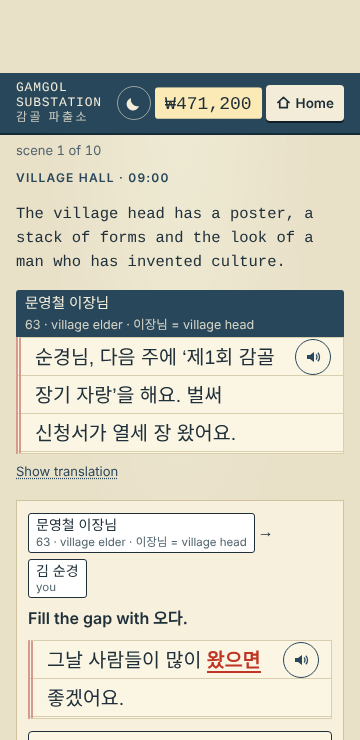 GAMGOL
SUBSTATION
감골 파출소
₩471,200
Home
scene 1 of 10
VILLAGE HALL · 09:00
The village head has a poster, a
stack of forms and the look of a
man who has invented culture.
문영철 이장님
63 · village elder · 이장님 = village head
순경님, 다음 주에 ‘제1회 감골
장기 자랑’을 해요. 벌써
신청서가 열세 장 왔어요.
Show translation
문영철 이장님
63 · village elder · 이장님 = village head
→
김 순경
you
Fill the gap with 오다.
그날 사람들이 많이 왔으면
좋겠어요.